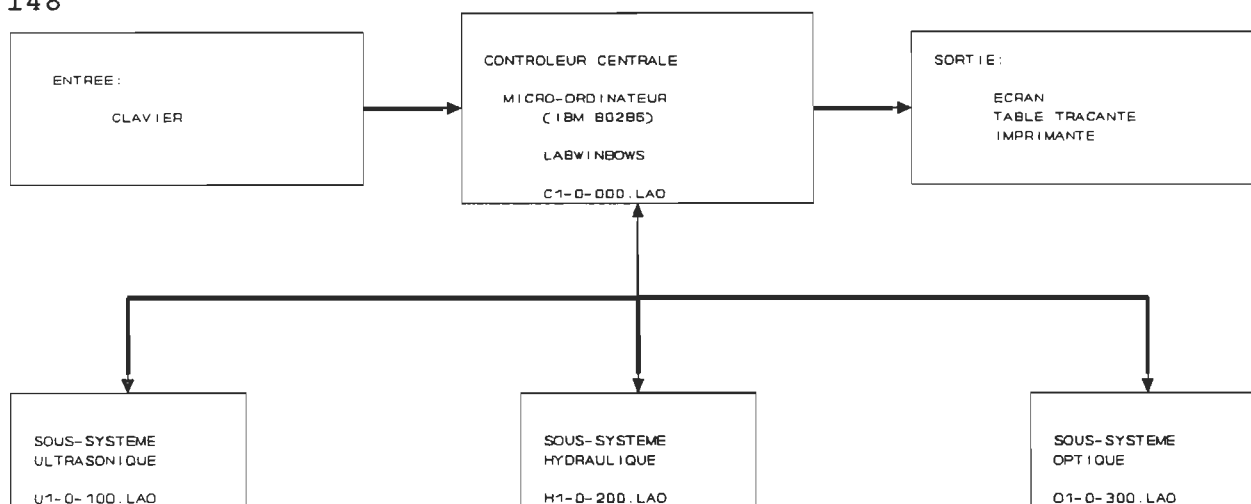 148
ENTREE:
CLAVIER
CONTROLEUR CENTRALE
MICRO-ORDINATEUR
(IBM 80286)
LABWINBOWS
C1-0-000.LAO
SORTIE:
ECRAN
TABLE TRACANTE
IMPRIMANTE
SOUS-SYSTEME
ULTRASONIQUE
U1-0-100.LAO
SOUS-SYSTEME
HYDRAULIQUE
H1-0-200.LAO
SOUS-SYSTEME
OPTIQUE
O1-0-300.LAO